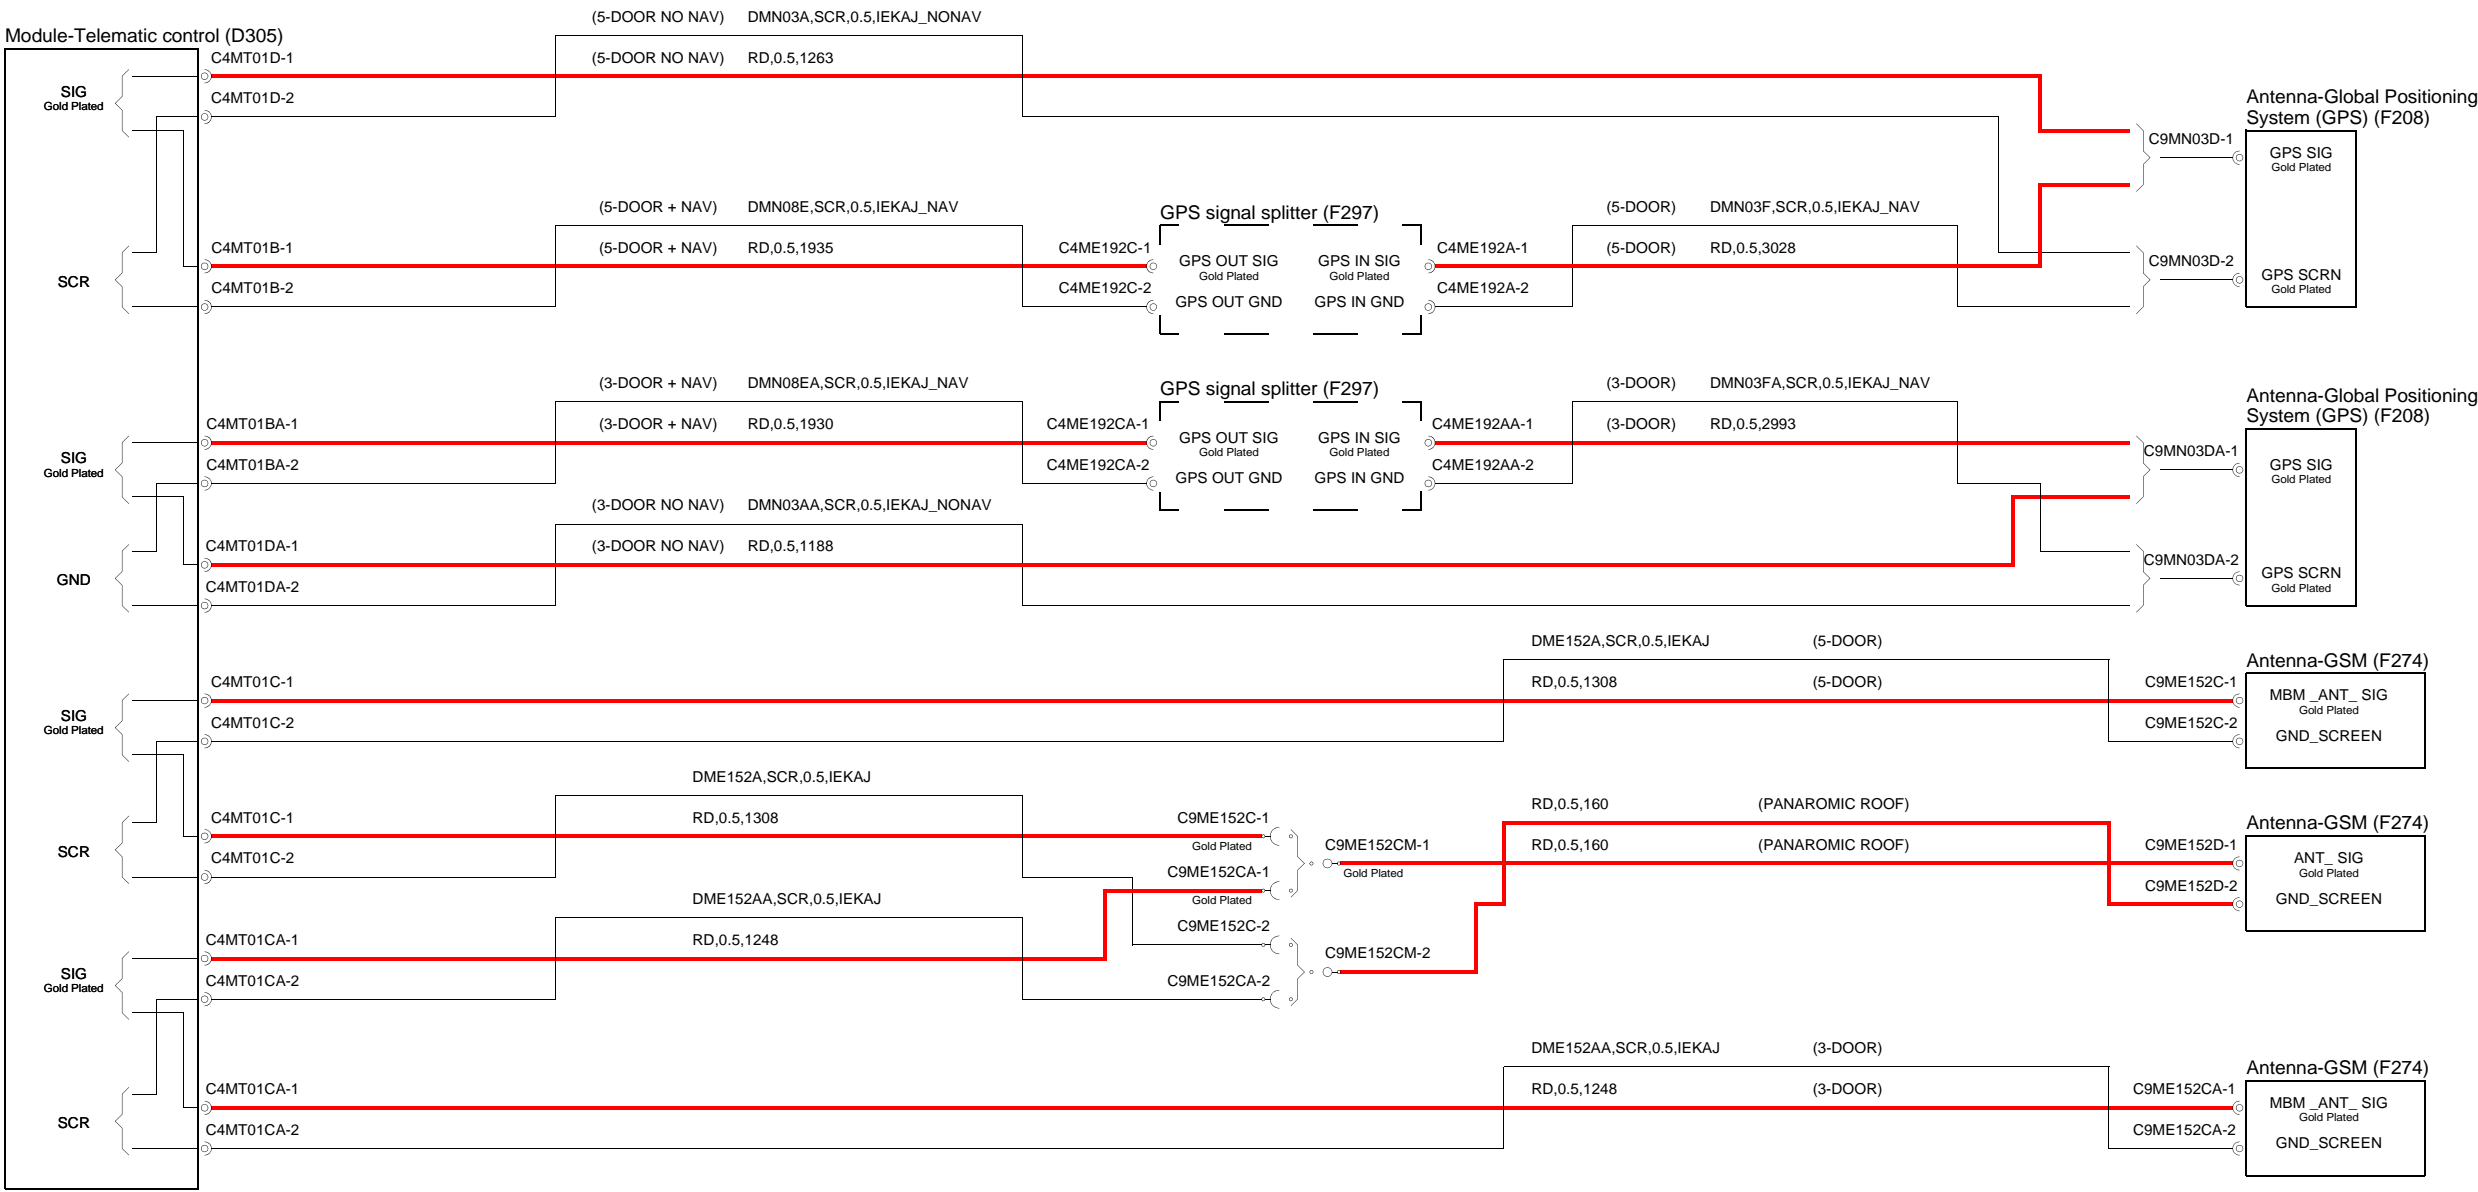 (5-DOOR NO NAV) DMN03A,SCR,0.5,IEKAJ_NONAV
Module-Telematic control (D305)
C4MT01D-1 (5-DOOR NO NAV) RD,0.5,1263
SIG
Gold Plated
C4MT01D-2
Antenna-Global Positioning
System (GPS) (F208)
C9MN03D-1
GPS SIG
Gold Plated
(5-DOOR + NAV) DMN08E,SCR,0.5,IEKAJ_NAV
GPS signal splitter (F297)
(5-DOOR) DMN03F,SCR,0.5,IEKAJ_NAV
C4MT01B-1 (5-DOOR + NAV) RD,0.5,1935 C4ME192C-1
GPS OUT SIG
Gold Plated
GPS IN SIG
Gold Plated
C4ME192A-1 (5-DOOR) RD,0.5,3028
C9MN03D-2
GPS SCRN
Gold Plated
SCR
C4MT01B-2 C4ME192C-2
GPS OUT GND GPS IN GND
C4ME192A-2
(3-DOOR + NAV) DMN08EA,SCR,0.5,IEKAJ_NAV
GPS signal splitter (F297)
(3-DOOR) DMN03FA,SCR,0.5,IEKAJ_NAV
Antenna-Global Positioning
System (GPS) (F208)
C4MT01BA-1 (3-DOOR + NAV) RD,0.5,1930 C4ME192CA-1
GPS OUT SIG
Gold Plated
GPS IN SIG
Gold Plated
C4ME192AA-1 (3-DOOR) RD,0.5,2993
C9MN03DA-1
GPS SIG
Gold Plated
SIG
Gold Plated
C4MT01BA-2 C4ME192CA-2
GPS OUT GND GPS IN GND
C4ME192AA-2
(3-DOOR NO NAV) DMN03AA,SCR,0.5,IEKAJ_NONAV
C4MT01DA-1 (3-DOOR NO NAV) RD,0.5,1188
C9MN03DA-2
GPS SCRN
Gold Plated
GND
C4MT01DA-2
DME152A,SCR,0.5,IEKAJ (5-DOOR)
Antenna-GSM (F274)
C4MT01C-1 RD,0.5,1308 (5-DOOR) C9ME152C-1
MBM _ANT_ SIG
Gold Plated
SIG
Gold Plated
C4MT01C-2 C9ME152C-2
GND_SCREEN
DME152A,SCR,0.5,IEKAJ
RD,0.5,160 (PANAROMIC ROOF)
Antenna-GSM (F274)
C4MT01C-1 RD,0.5,1308 C9ME152C-1
Gold Plated
C9ME152CM-1
Gold Plated
RD,0.5,160 (PANAROMIC ROOF) C9ME152D-1
ANT_ SIG
Gold Plated
SCR
C4MT01C-2
C9ME152CA-1
Gold Plated
C9ME152D-2
GND_SCREEN
DME152AA,SCR,0.5,IEKAJ
C9ME152C-2
C4MT01CA-1 RD,0.5,1248
C9ME152CM-2
SIG
Gold Plated
C4MT01CA-2 C9ME152CA-2
DME152AA,SCR,0.5,IEKAJ (3-DOOR)
Antenna-GSM (F274)
C4MT01CA-1 RD,0.5,1248 (3-DOOR) C9ME152CA-1
MBM _ANT_ SIG
Gold Plated
SCR
C4MT01CA-2 C9ME152CA-2
GND_SCREEN